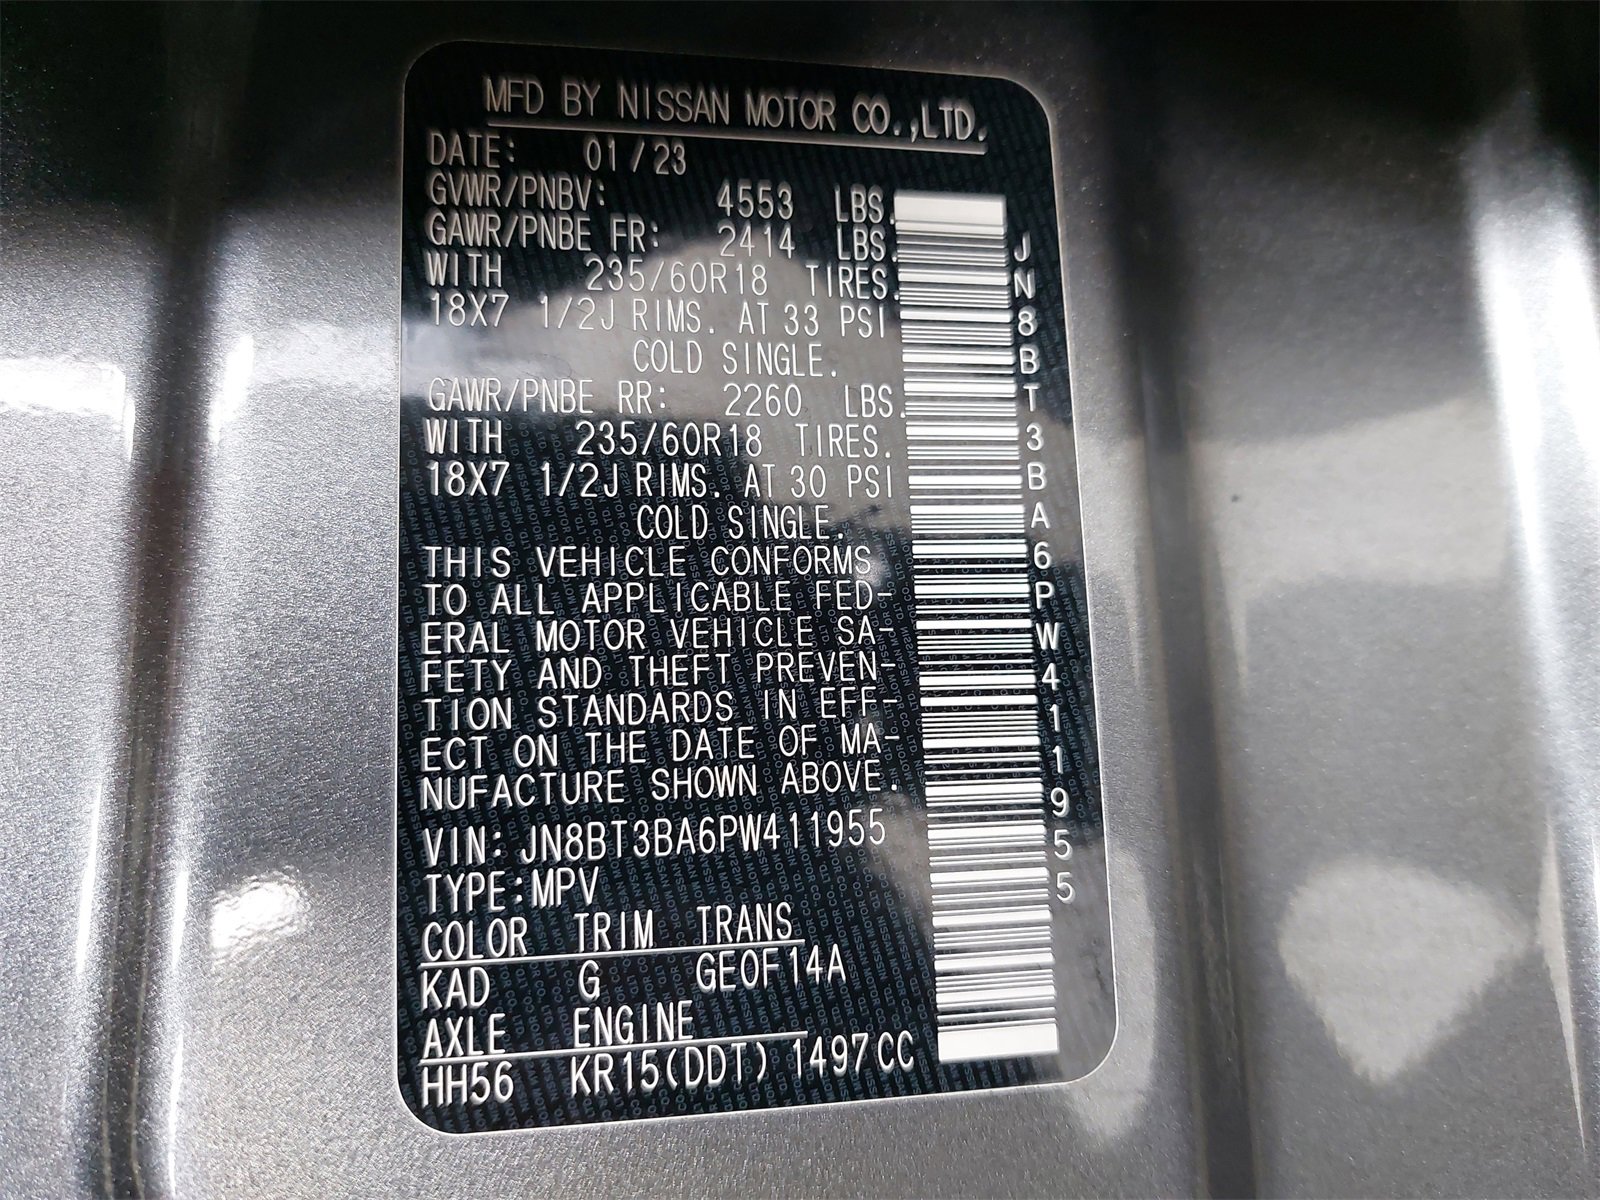 MFD BY NISSAN MOTOR CO.,LTD.
DATE: 01/23
GVWR/PNBV: 4553 LBS.
GAWR/PNBE FR: 2414 LBS.
WITH 235/60R18 TIRES.
18X7 1/2J RIMS. AT 33 PSI
COLD SINGLE.
GAWR/PNBE RR: 2260 LBS.
WITH 235/60R18 TIRES.
18X7 1/2J RIMS. AT 30 PSI
COLD SINGLE.
THIS VEHICLE CONFORMS
TO ALL APPLICABLE FED-
ERAL MOTOR VEHICLE SA-
FETY AND THEFT PREVEN-
TION STANDARDS IN EFF-
ECT ON THE DATE OF MA-
NUFACTURE SHOWN ABOVE.
VIN: JN8BT3BA6PW411955
TYPE:MPV
COLOR TRIM TRANS
KAD G GE0F14A
AXLE ENGINE
HH56 KR15(DDT) 1497CC
JN8BT3BA6PW411955